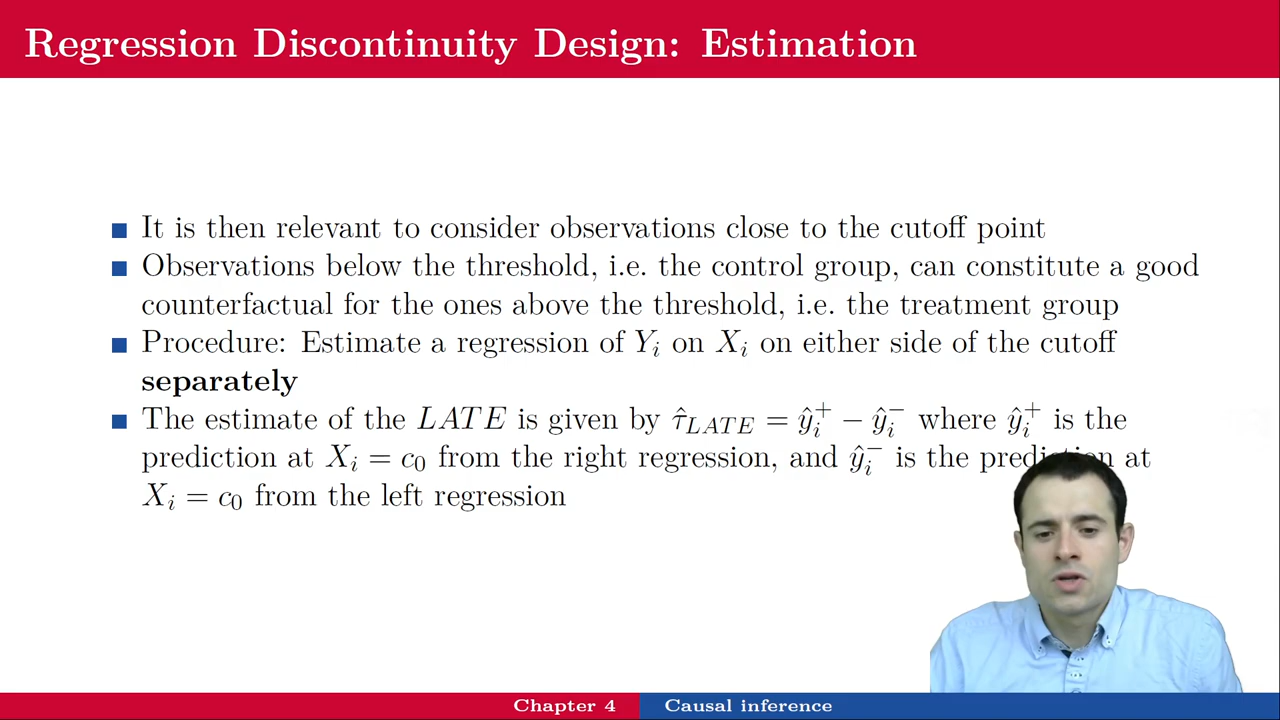 Regression Discontinuity Design: Estimation
It is then relevant to consider observations close to the cutoff point
Observations below the threshold, i.e. the control group, can constitute a good
counterfactual for the ones above the threshold, i.e. the treatment group
Procedure: Estimate a regression of Yᵢ on Xᵢ on either side of the cutoff
separately
The estimate of the LATE is given by τ̂_LATE = ŷᵢ⁺ − ŷᵢ⁻ where ŷᵢ⁺ is the
prediction at Xᵢ = c₀ from the right regression, and ŷᵢ⁻ is the prediction at
Xᵢ = c₀ from the left regression
Chapter 4 Causal inference